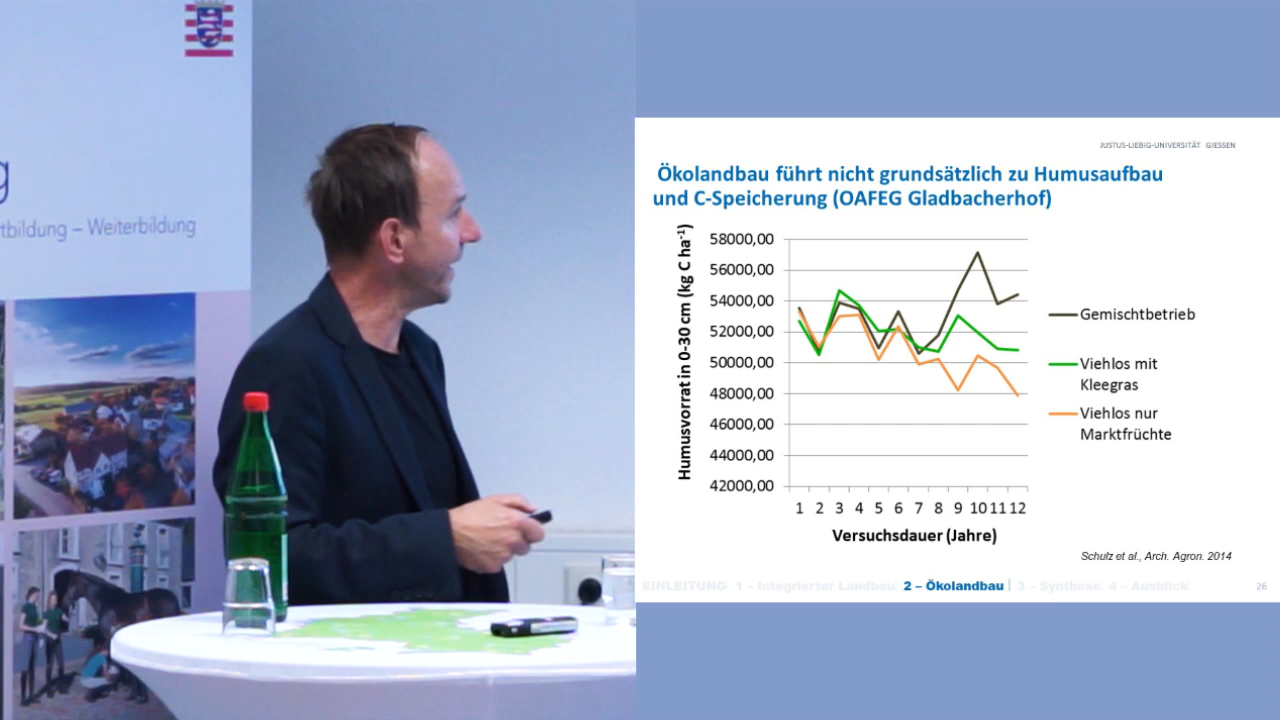 g
tbildung – Weiterbildung
JUSTUS-LIEBIG-UNIVERSITÄT GIESSEN
Ökolandbau führt nicht grundsätzlich zu Humusaufbau
und C-Speicherung (OAFEG Gladbacherhof)
Humusvorrat in 0-30 cm (kg C ha⁻¹)
58000,00
56000,00
54000,00
52000,00
50000,00
48000,00
46000,00
44000,00
42000,00
1 2 3 4 5 6 7 8 9 10 11 12
Versuchsdauer (Jahre)
Gemischtbetrieb
Viehlos mit
Kleegras
Viehlos nur
Marktfrüchte
Schulz et al., Arch. Agron. 2014
EINLEITUNG 1 – Integrierter Landbau 2 – Ökolandbau | 3 – Synthese 4 – Ausblick
26